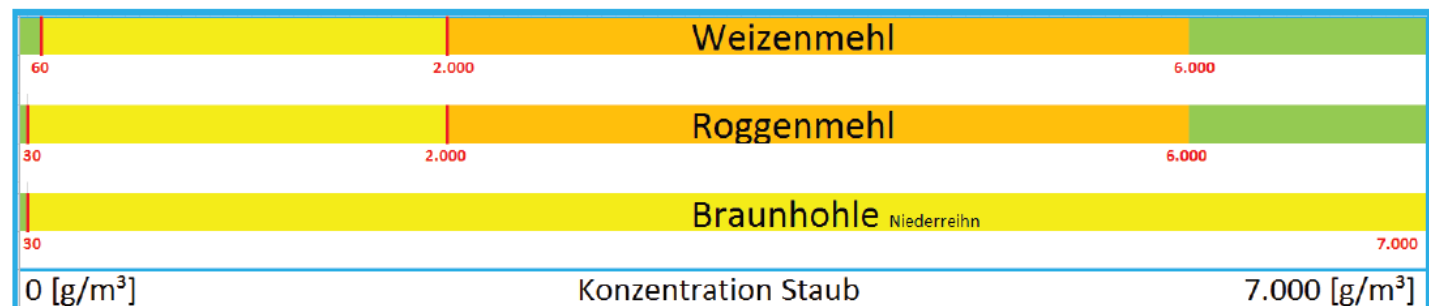 Weizenmehl
60 2.000 6.000
Roggenmehl
30 2.000 6.000
Braunhohle Niederreihn
30 7.000
0 [g/m³] Konzentration Staub 7.000 [g/m³]